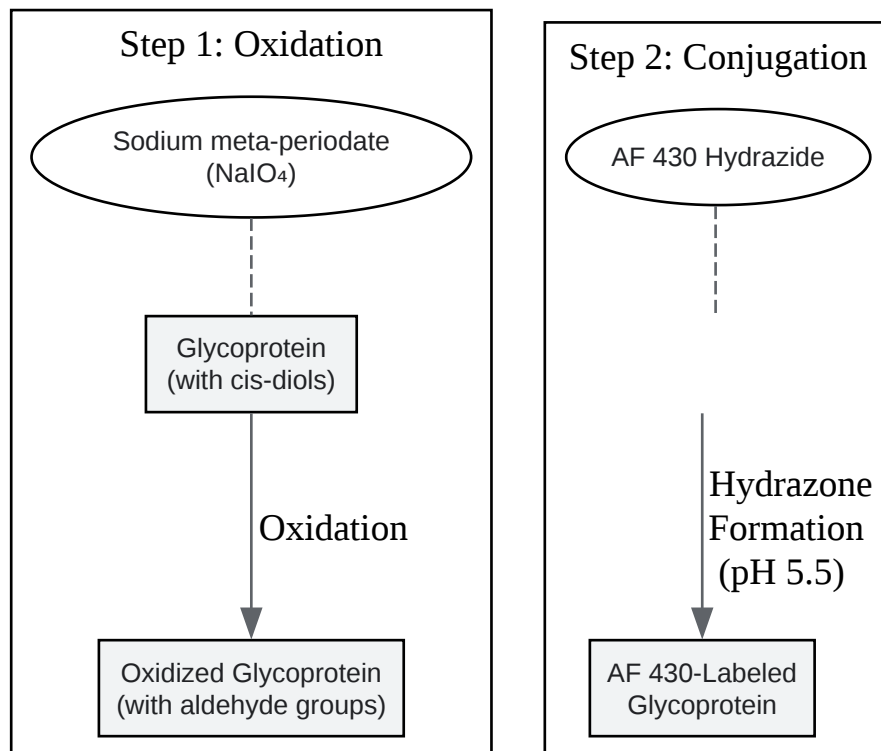 Step 1: Oxidation
Sodium meta-periodate
(NaIO₄)
Glycoprotein
(with cis-diols)
Oxidation
Oxidized Glycoprotein
(with aldehyde groups)
Step 2: Conjugation
AF 430 Hydrazide
Hydrazone
Formation
(pH 5.5)
AF 430-Labeled
Glycoprotein